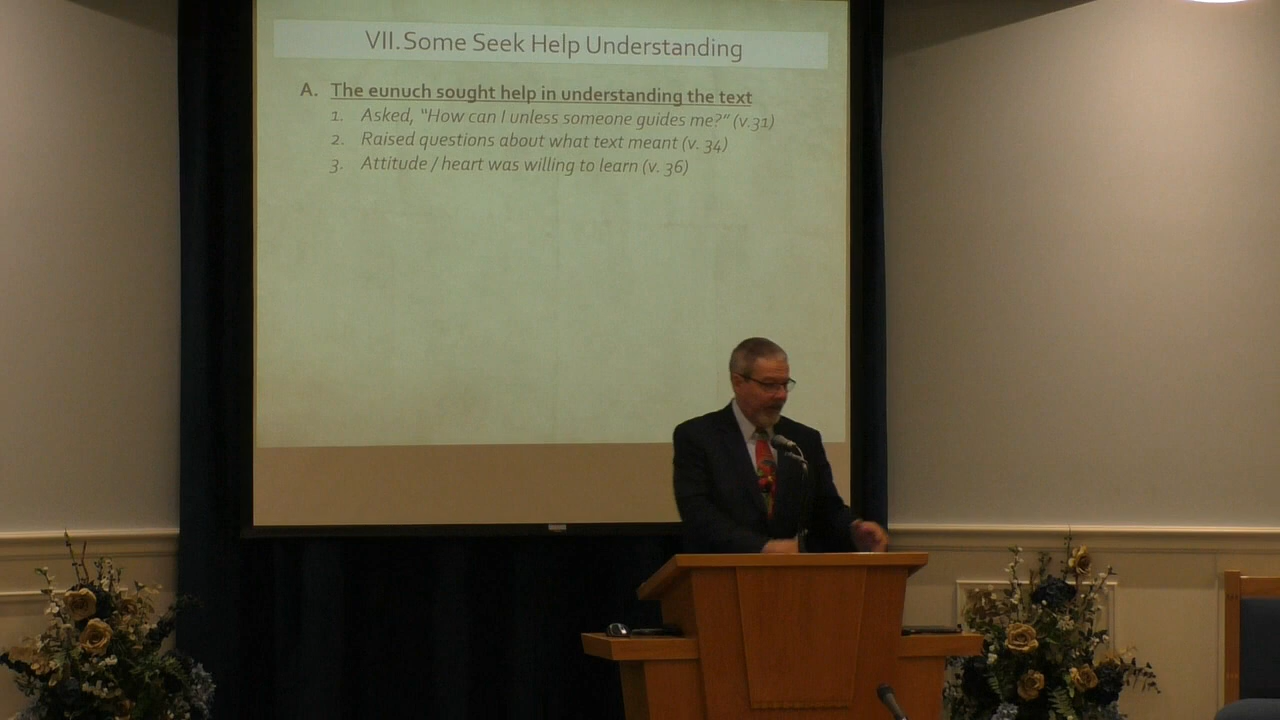 VII. Some Seek Help Understanding
A. The eunuch sought help in understanding the text
1. Asked, "How can I unless someone guides me?" (v.31)
2. Raised questions about what text meant (v. 34)
3. Attitude / heart was willing to learn (v. 36)